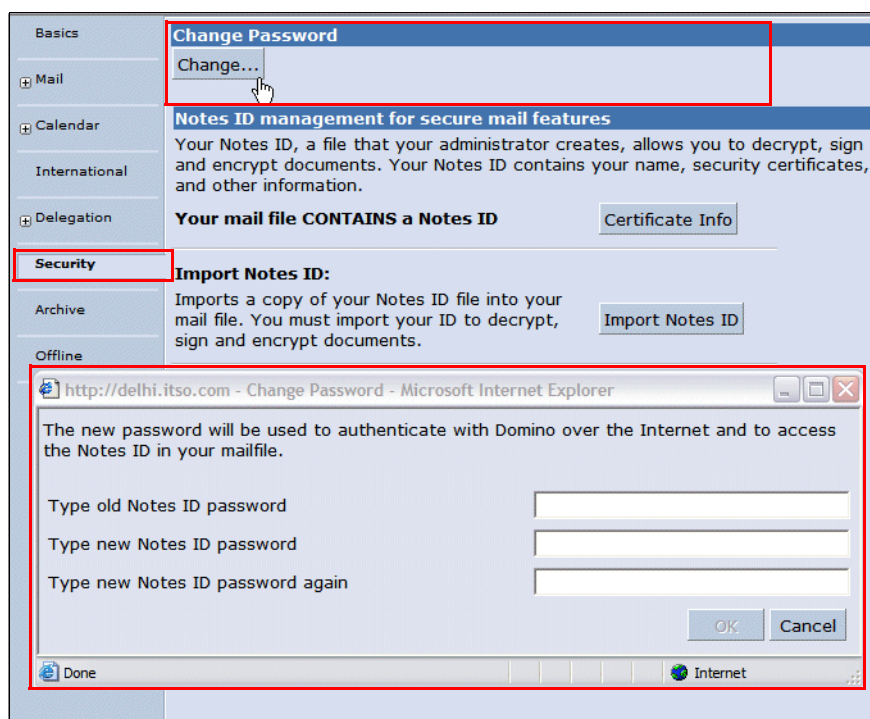 Basics
Mail
Calendar
International
Delegation
Security
Archive
Offline
Change Password
Change...
Notes ID management for secure mail features
Your Notes ID, a file that your administrator creates, allows you to decrypt, sign
and encrypt documents. Your Notes ID contains your name, security certificates,
and other information.
Your mail file CONTAINS a Notes ID
Certificate Info
Import Notes ID:
Imports a copy of your Notes ID file into your
mail file. You must import your ID to decrypt,
sign and encrypt documents.
Import Notes ID
http://delhi.itso.com - Change Password - Microsoft Internet Explorer
The new password will be used to authenticate with Domino over the Internet and to access
the Notes ID in your mailfile.
Type old Notes ID password
Type new Notes ID password
Type new Notes ID password again
OK
Cancel
Done
Internet